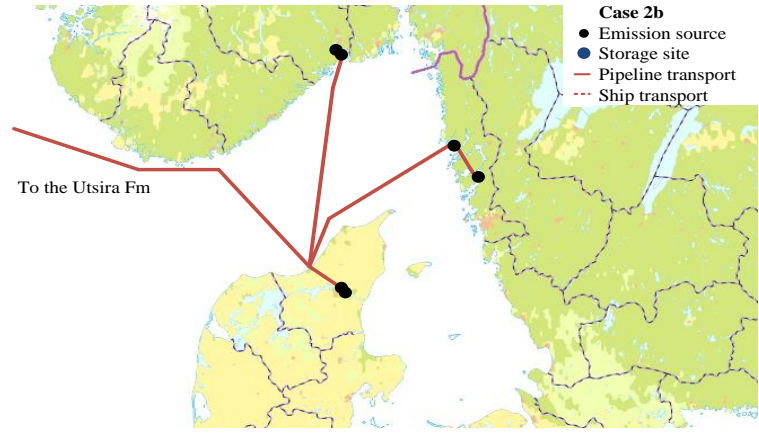 Case 2b
Emission source
Storage site
Pipeline transport
Ship transport
To the Utsira Fm